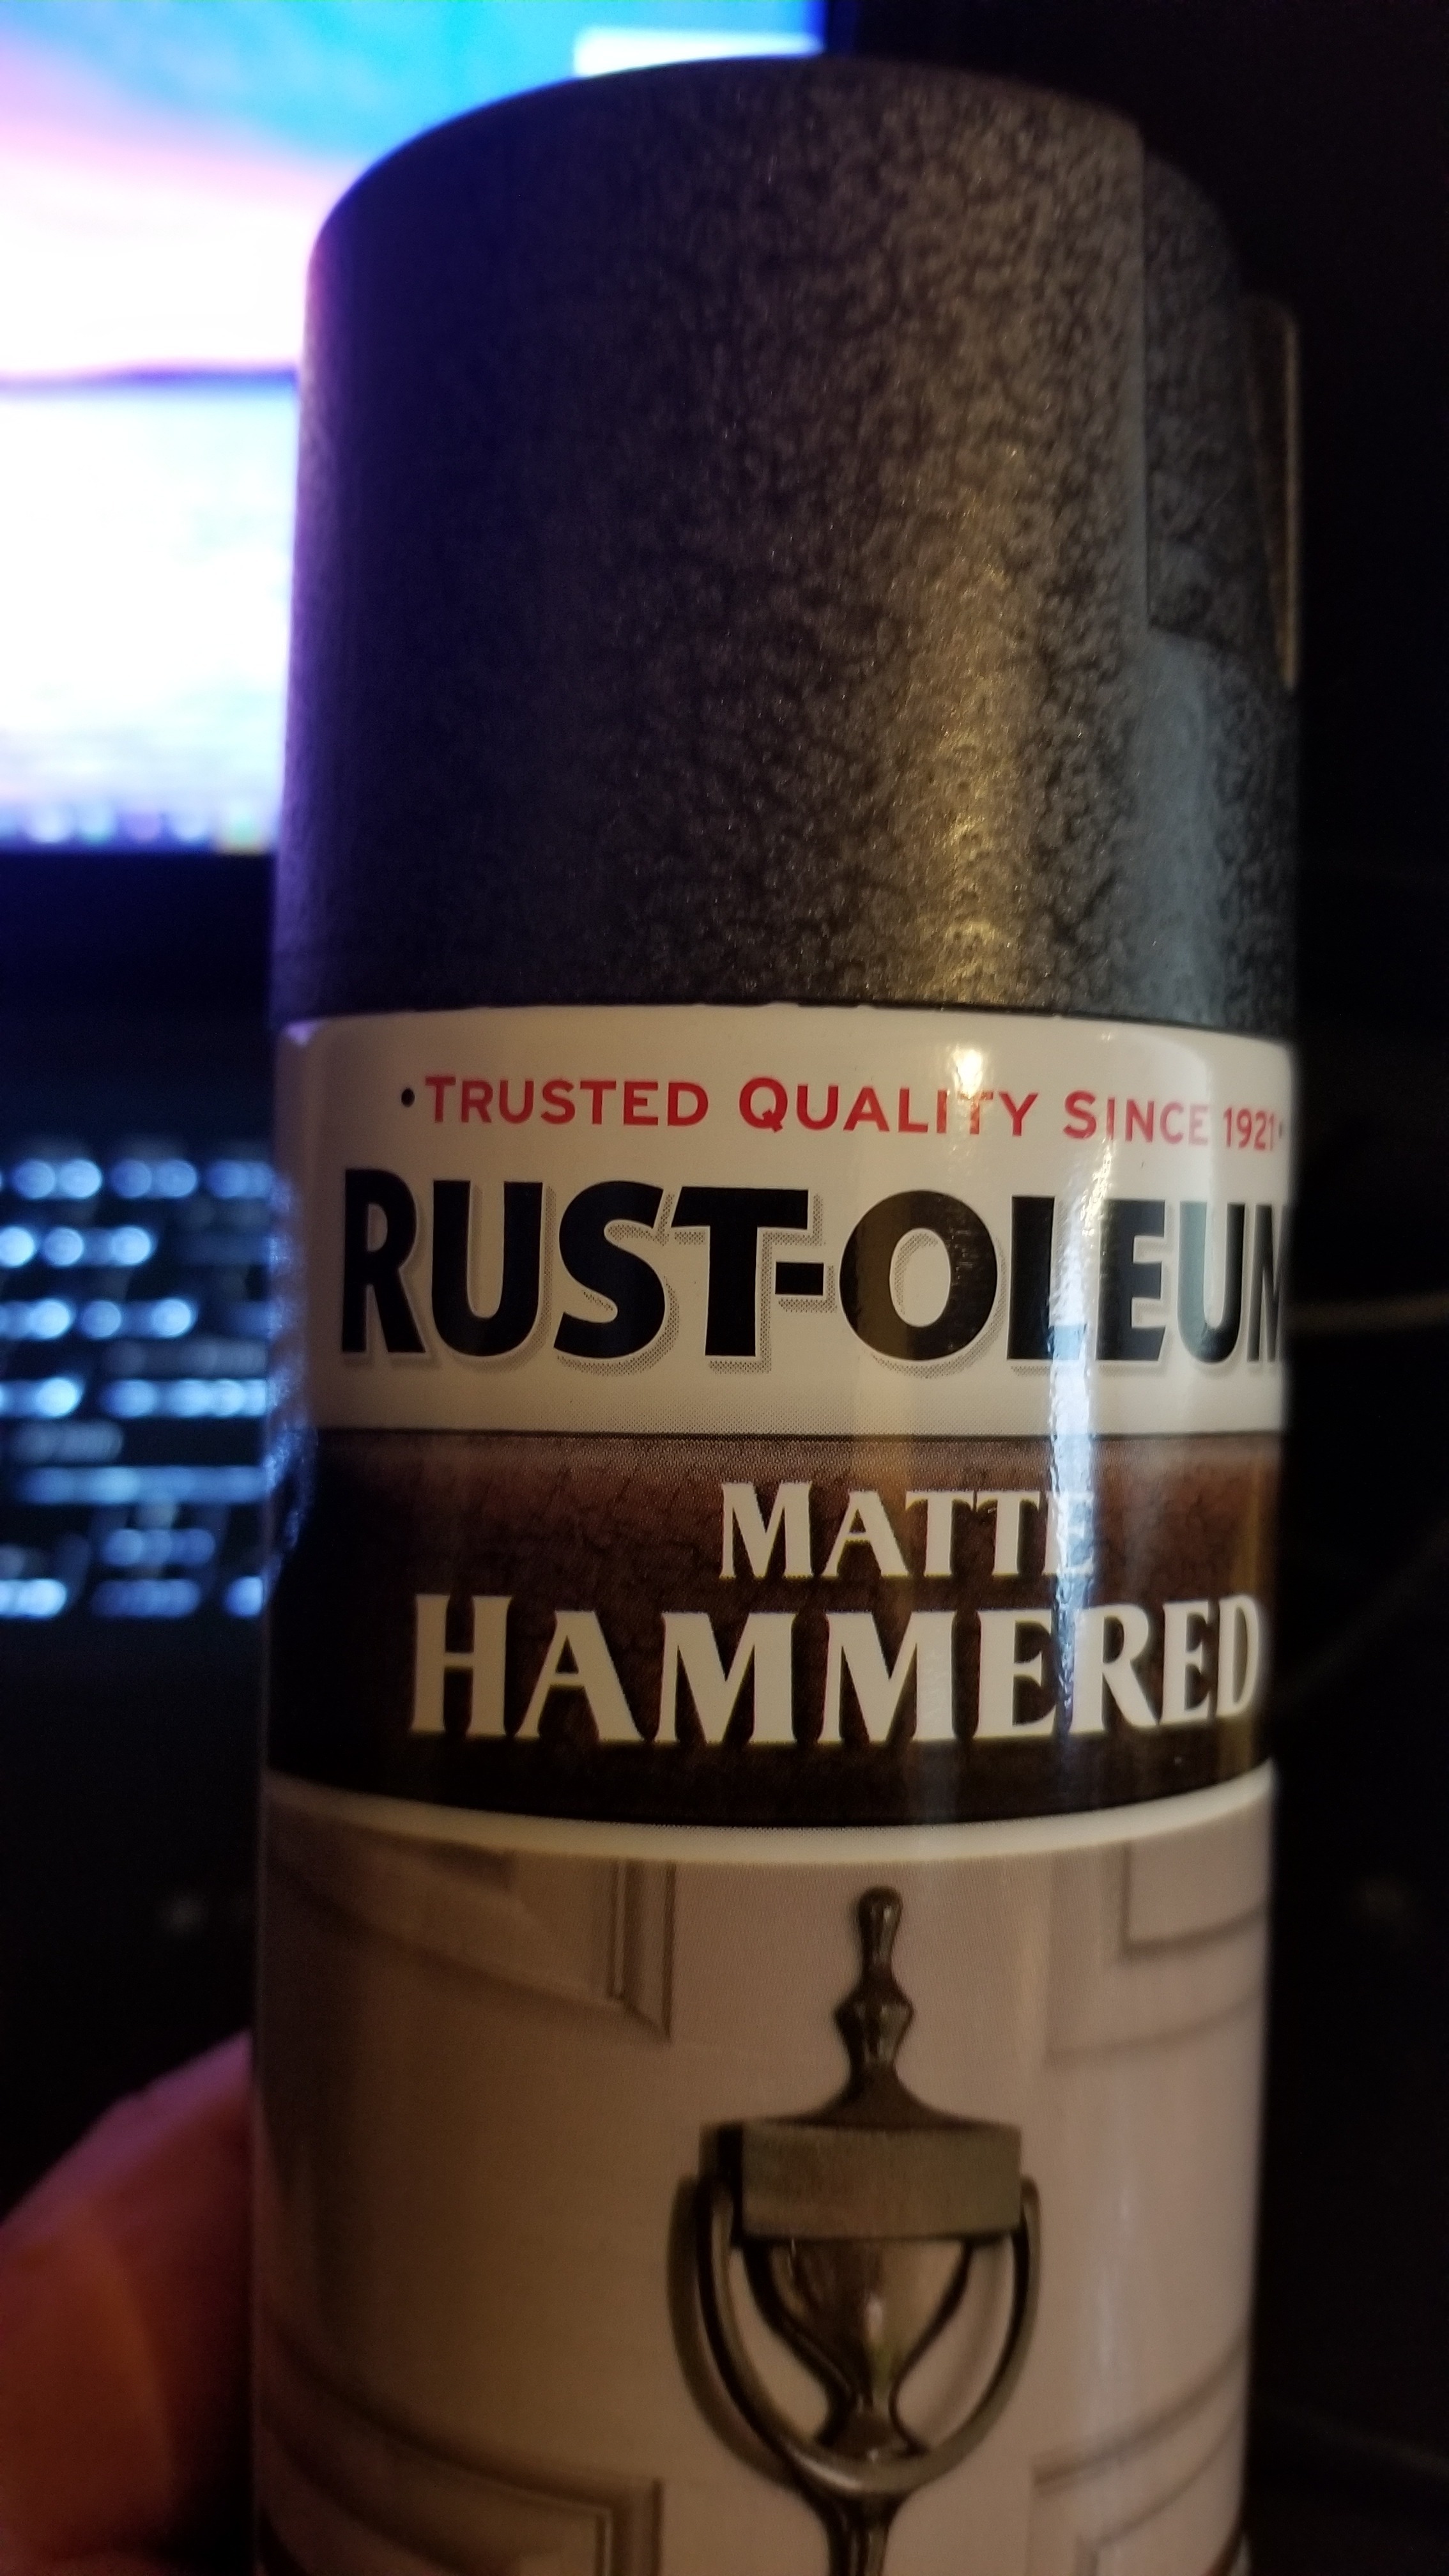 •TRUSTED QUALITY SINCE 1921•
RUST-OLEUM
MATTE
HAMMERED